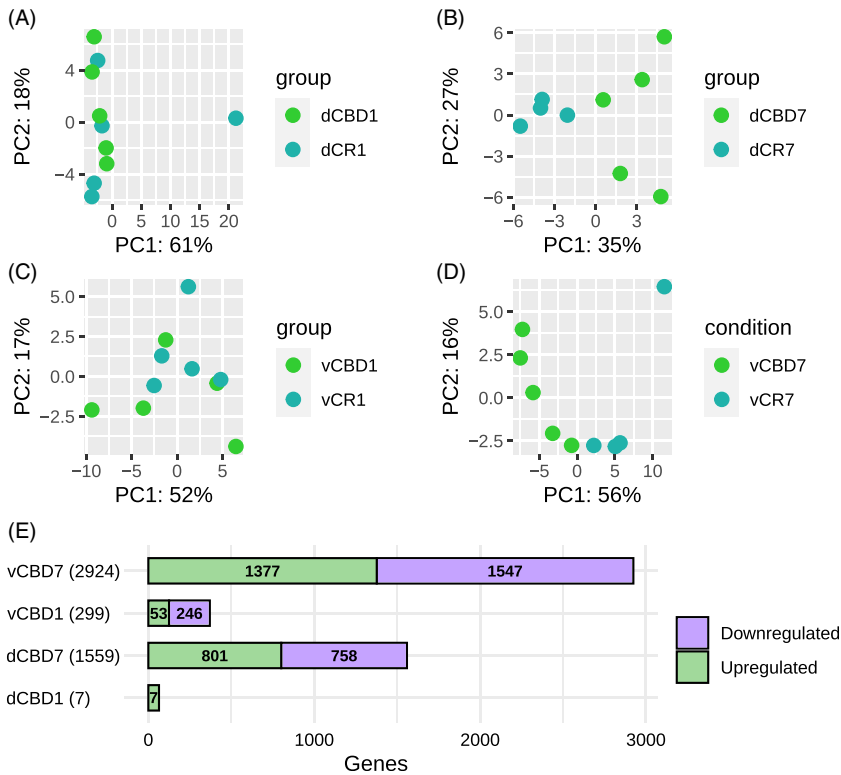 (A)
PC2: 18%
4
0
−4
0 5 10 15 20
PC1: 61%
group
dCBD1
dCR1
(B)
PC2: 27%
6
3
0
−3
−6
−6 −3 0 3
PC1: 35%
group
dCBD7
dCR7
(C)
PC2: 17%
5.0
2.5
0.0
−2.5
−10 −5 0 5
PC1: 52%
group
vCBD1
vCR1
(D)
PC2: 16%
5.0
2.5
0.0
−2.5
−5 0 5 10
PC1: 56%
condition
vCBD7
vCR7
(E)
vCBD7 (2924) 1377 1547
vCBD1 (299) 53 246
dCBD7 (1559) 801 758
dCBD1 (7) 7
0 1000 2000 3000
Genes
Downregulated
Upregulated